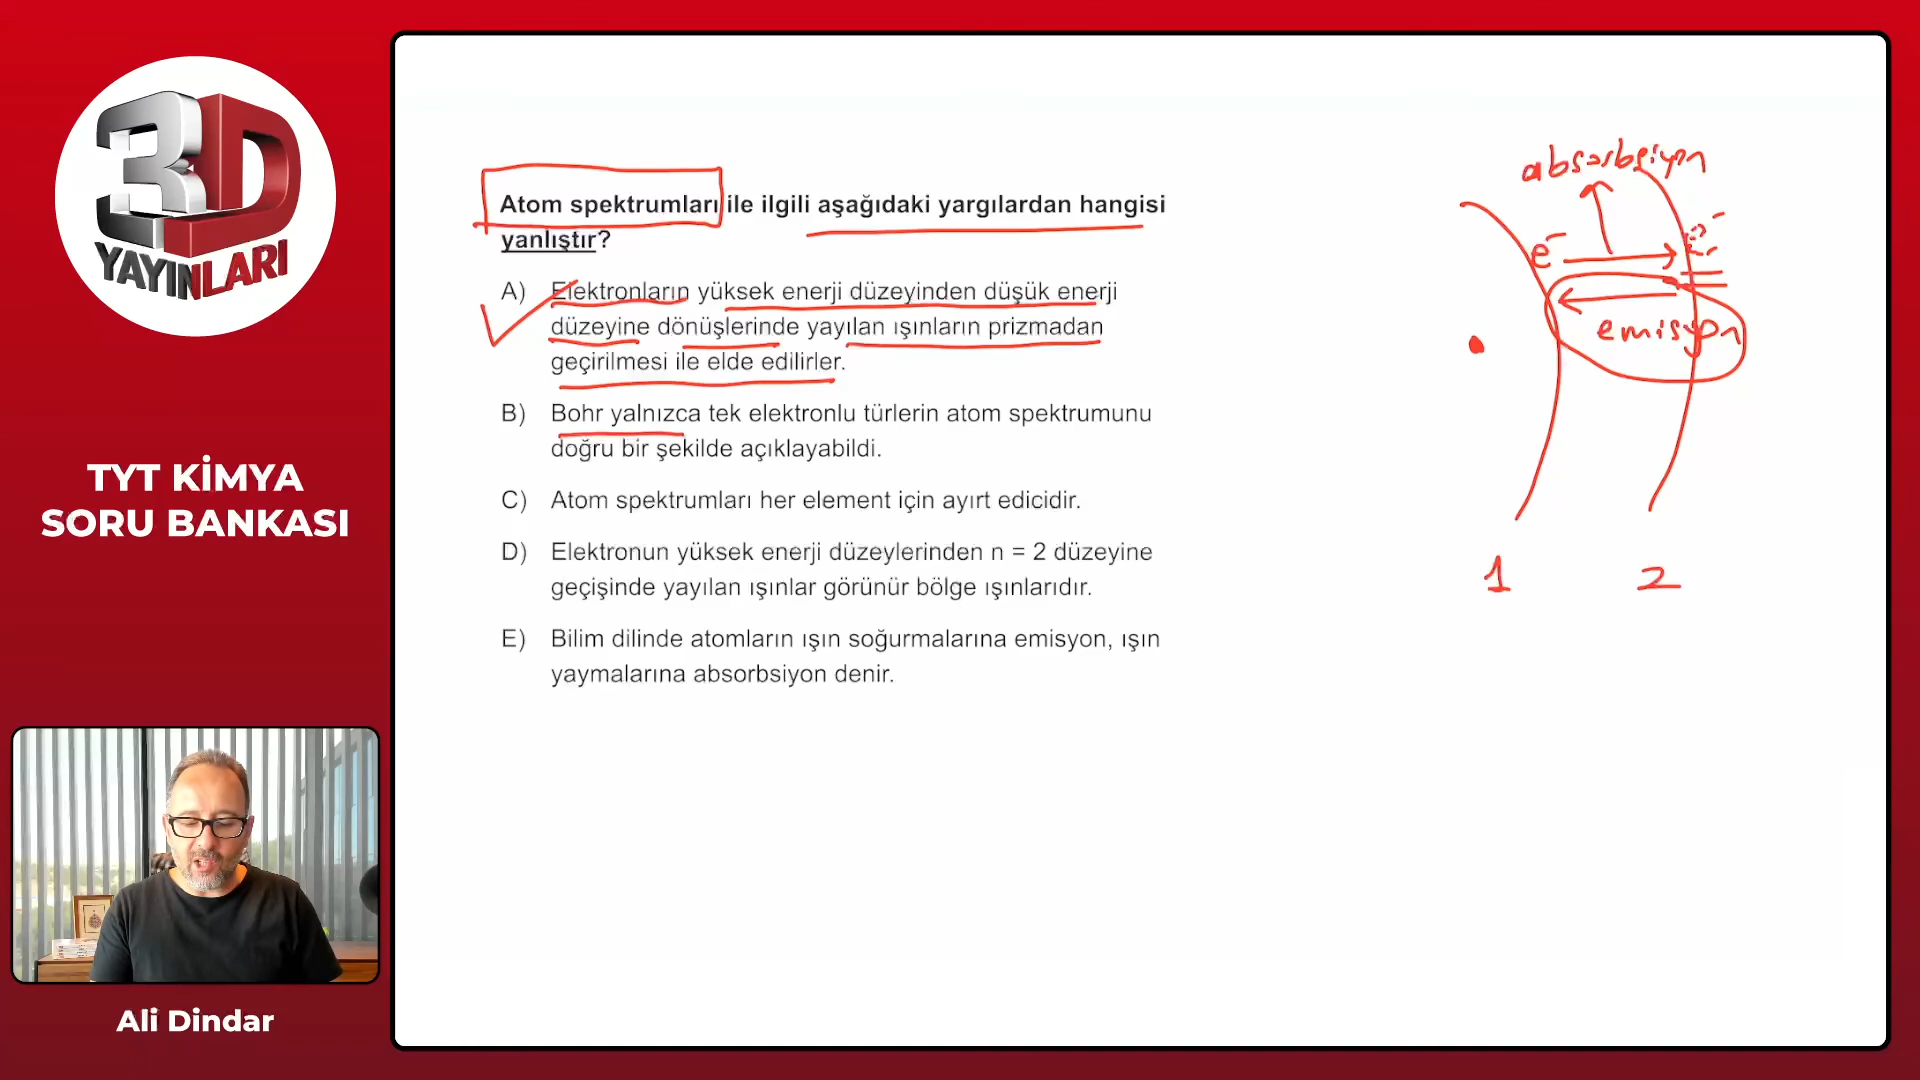 3D
YAYINLARI
TYT KİMYA
SORU BANKASI
Ali Dindar
Atom spektrumları ile ilgili aşağıdaki yargılardan hangisi
yanlıştır?
A) Elektronların yüksek enerji düzeyinden düşük enerji
düzeyine dönüşlerinde yayılan ışınların prizmadan
geçirilmesi ile elde edilirler.
B) Bohr yalnızca tek elektronlu türlerin atom spektrumunu
doğru bir şekilde açıklayabildi.
C) Atom spektrumları her element için ayırt edicidir.
D) Elektronun yüksek enerji düzeylerinden n = 2 düzeyine
geçişinde yayılan ışınlar görünür bölge ışınlarıdır.
E) Bilim dilinde atomların ışın soğurmalarına emisyon, ışın
yaymalarına absorbsiyon denir.
absorbsiyon
e⁻
emisyon
1 2